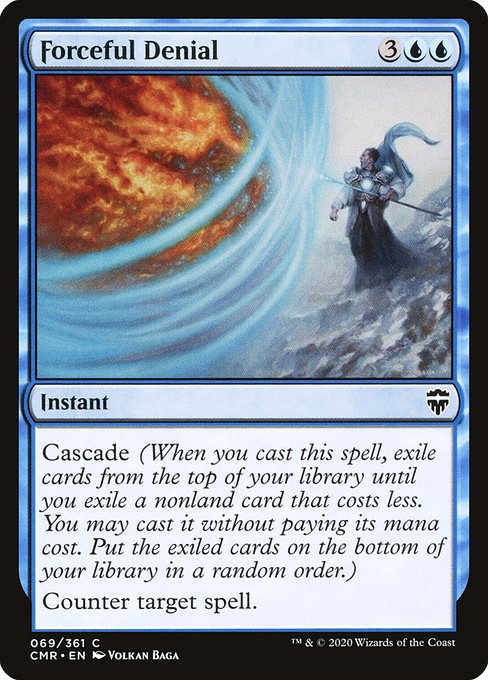 Forceful Denial 3
Instant
Cascade (When you cast this spell, exile
cards from the top of your library until
you exile a nonland card that costs less.
You may cast it without paying its mana
cost. Put the exiled cards on the bottom of
your library in a random order.)
Counter target spell.
069/361 C ™ & © 2020 Wizards of the Coast
CMR • EN Volkan Baga